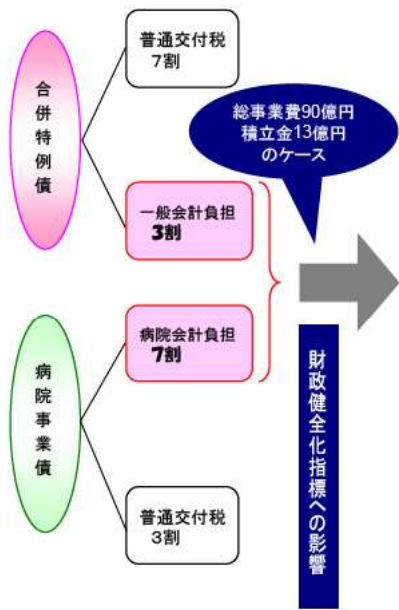 合併特例債
普通交付税
7割
一般会計負担
3割
総事業費90億円
積立金13億円
のケース
病院事業債
病院会計負担
7割
普通交付税
3割
財政健全化指標への影響